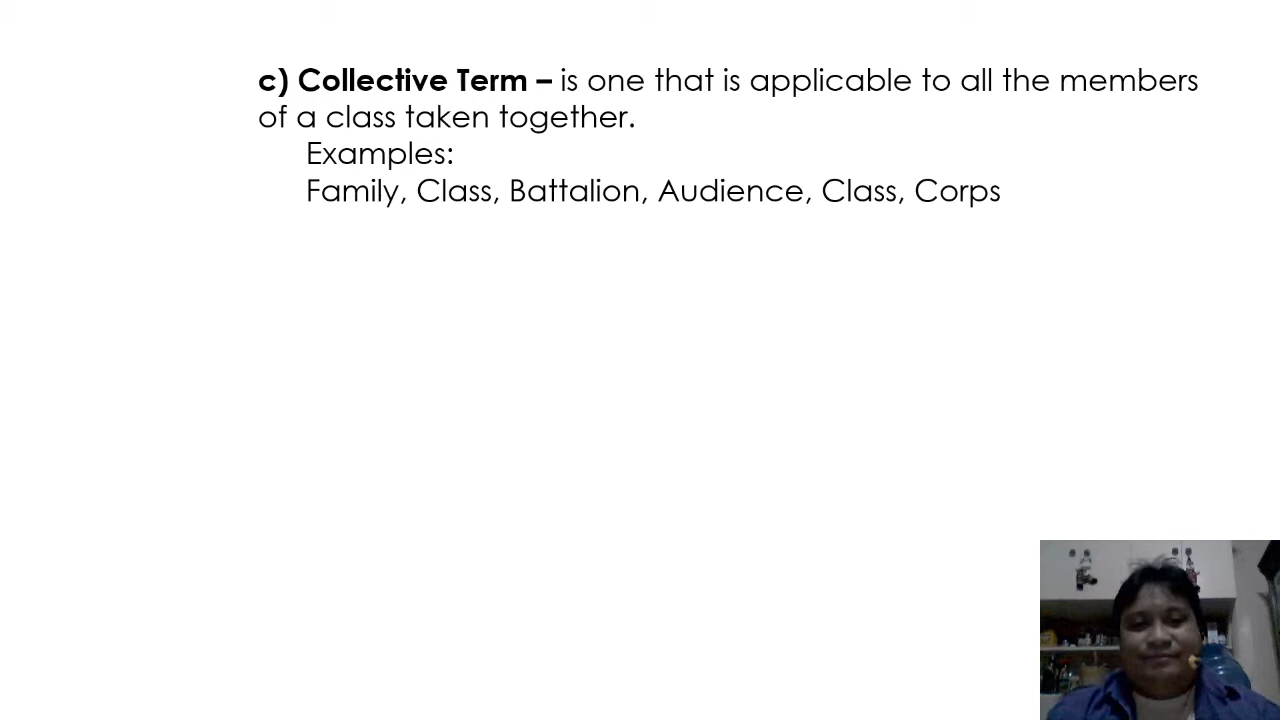 c) Collective Term – is one that is applicable to all the members
of a class taken together.
Examples:
Family, Class, Battalion, Audience, Class, Corps